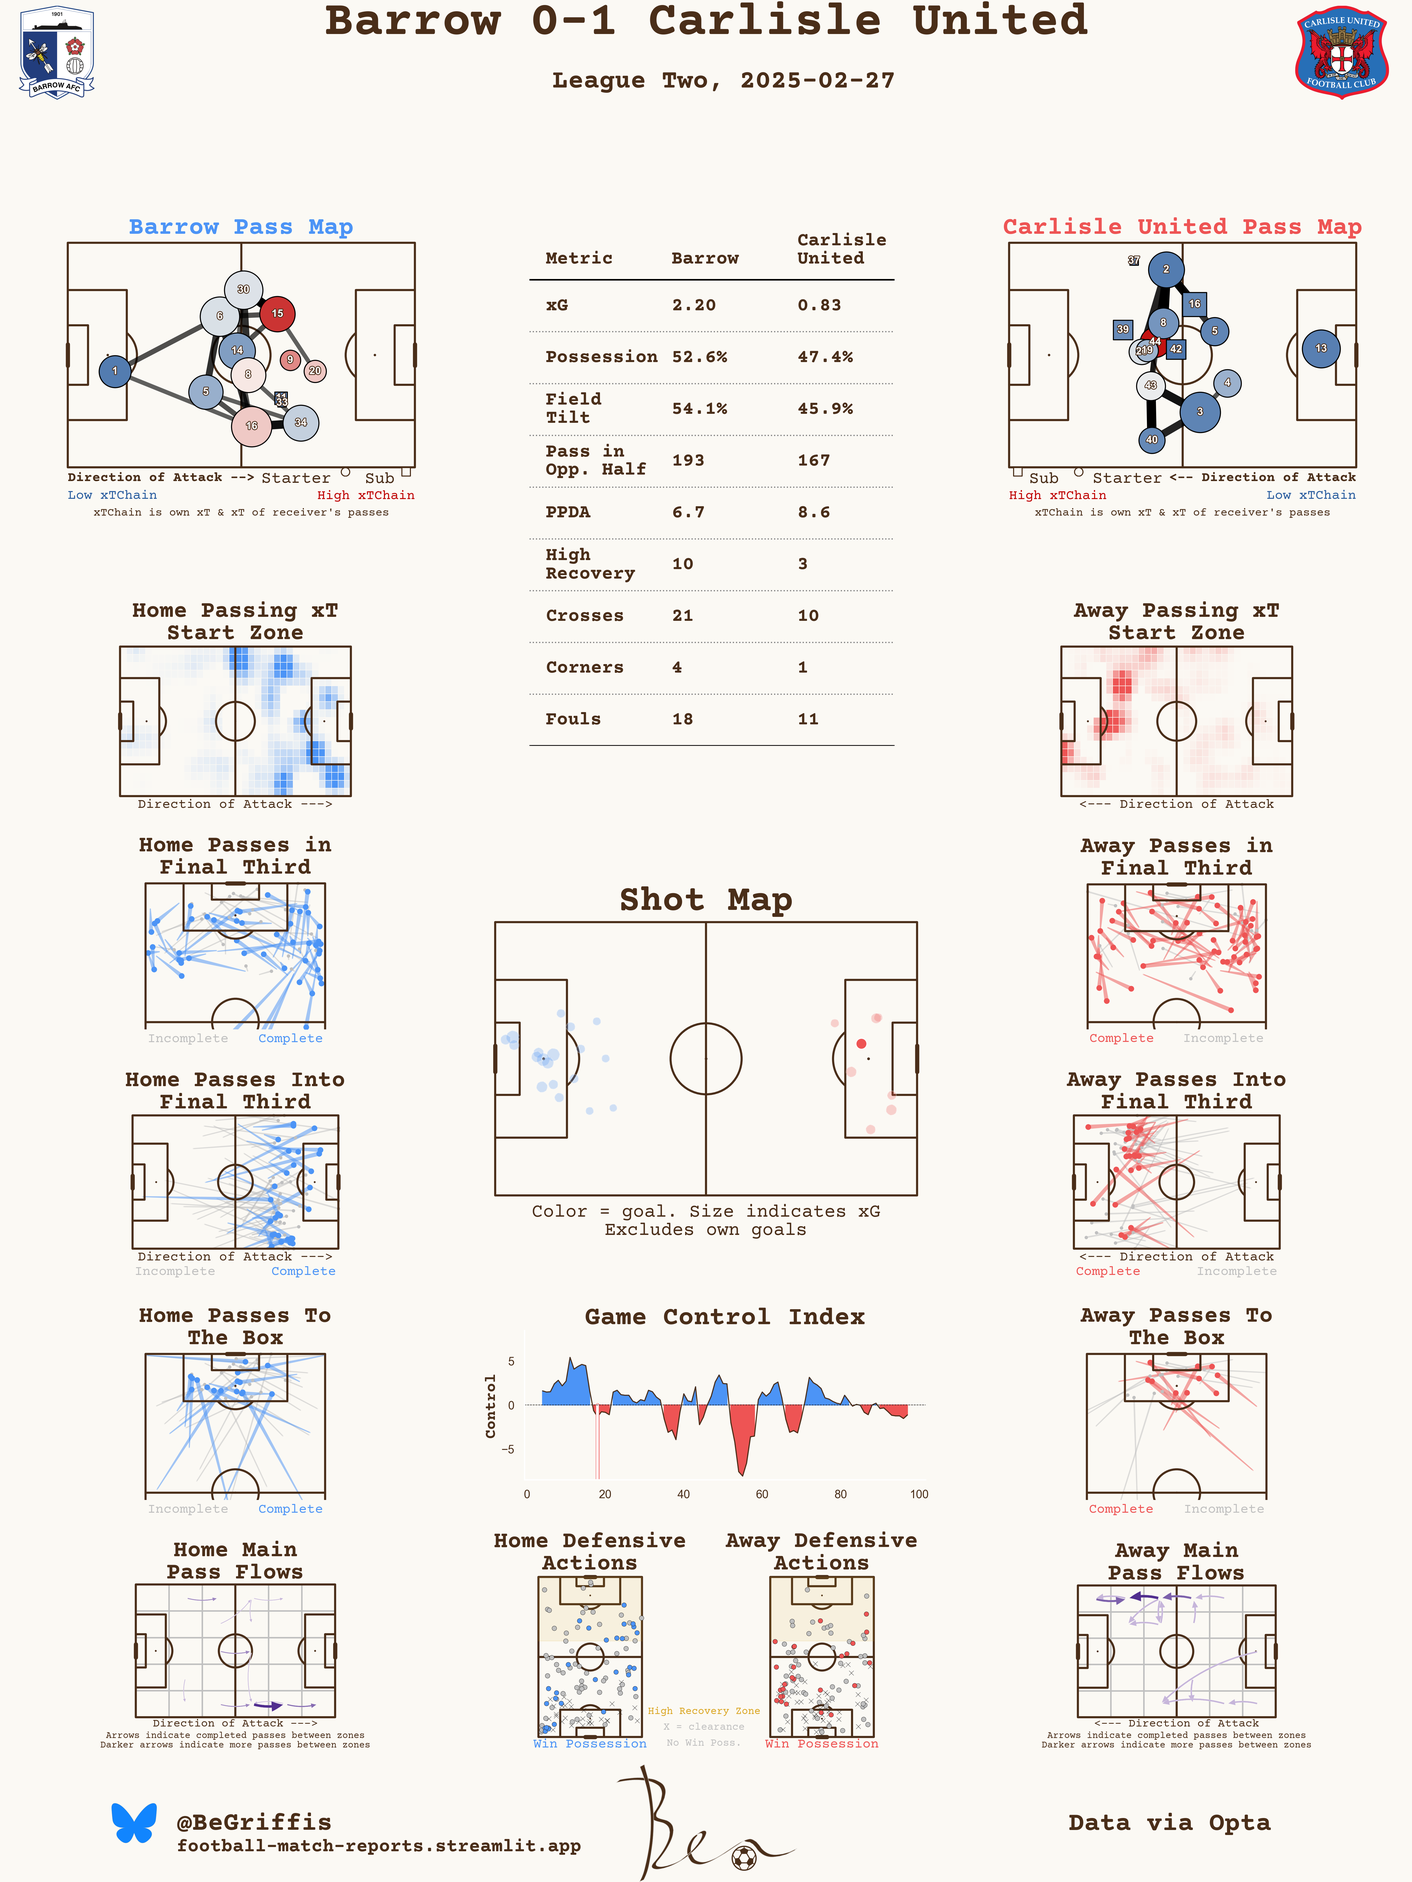 Barrow 0-1 Carlisle United
League Two, 2025-02-27
1901
BARROW AFC
CARLISLE UNITED
FOOTBALL CLUB
Barrow Pass Map
30
6
15
14
9
20
1
8
5
33
16
34
Direction of Attack --> Starter Sub
Low xTChain High xTChain
xTChain is own xT & xT of receiver's passes
Metric Barrow Carlisle United
xG 2.20 0.83
Possession 52.6% 47.4%
Field Tilt 54.1% 45.9%
Pass in Opp. Half 193 167
PPDA 6.7 8.6
High Recovery 10 3
Crosses 21 10
Corners 4 1
Fouls 18 11
Carlisle United Pass Map
37
2
16
39
8
5
44
19
42
13
43
4
3
40
Sub Starter <-- Direction of Attack
High xTChain Low xTChain
xTChain is own xT & xT of receiver's passes
Home Passing xT
Start Zone
Direction of Attack --->
Away Passing xT
Start Zone
<--- Direction of Attack
Home Passes in
Final Third
Incomplete Complete
Away Passes in
Final Third
Complete Incomplete
Shot Map
Color = goal. Size indicates xG
Excludes own goals
Home Passes Into
Final Third
Direction of Attack --->
Incomplete Complete
Away Passes Into
Final Third
<--- Direction of Attack
Complete Incomplete
Home Passes To
The Box
Incomplete Complete
Game Control Index
Control
5
0
−5
0 20 40 60 80 100
Away Passes To
The Box
Complete Incomplete
Home Main
Pass Flows
Direction of Attack --->
Arrows indicate completed passes between zones
Darker arrows indicate more passes between zones
Home Defensive
Actions
Win Possession
High Recovery Zone
X = clearance
No Win Poss.
Away Defensive
Actions
Win Possession
Away Main
Pass Flows
<--- Direction of Attack
Arrows indicate completed passes between zones
Darker arrows indicate more passes between zones
@BeGriffis
football-match-reports.streamlit.app
Ben
Data via Opta